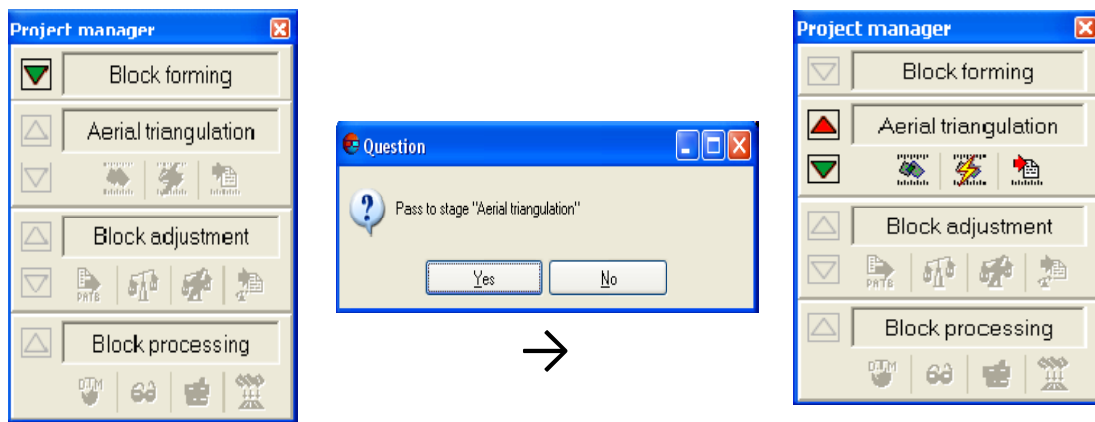 Project manager
Block forming
Aerial triangulation
Block adjustment
PATB
Block processing
DTM
Question
Pass to stage "Aerial triangulation"
Yes
No
Project manager
Block forming
Aerial triangulation
Block adjustment
PATB
Block processing
DTM